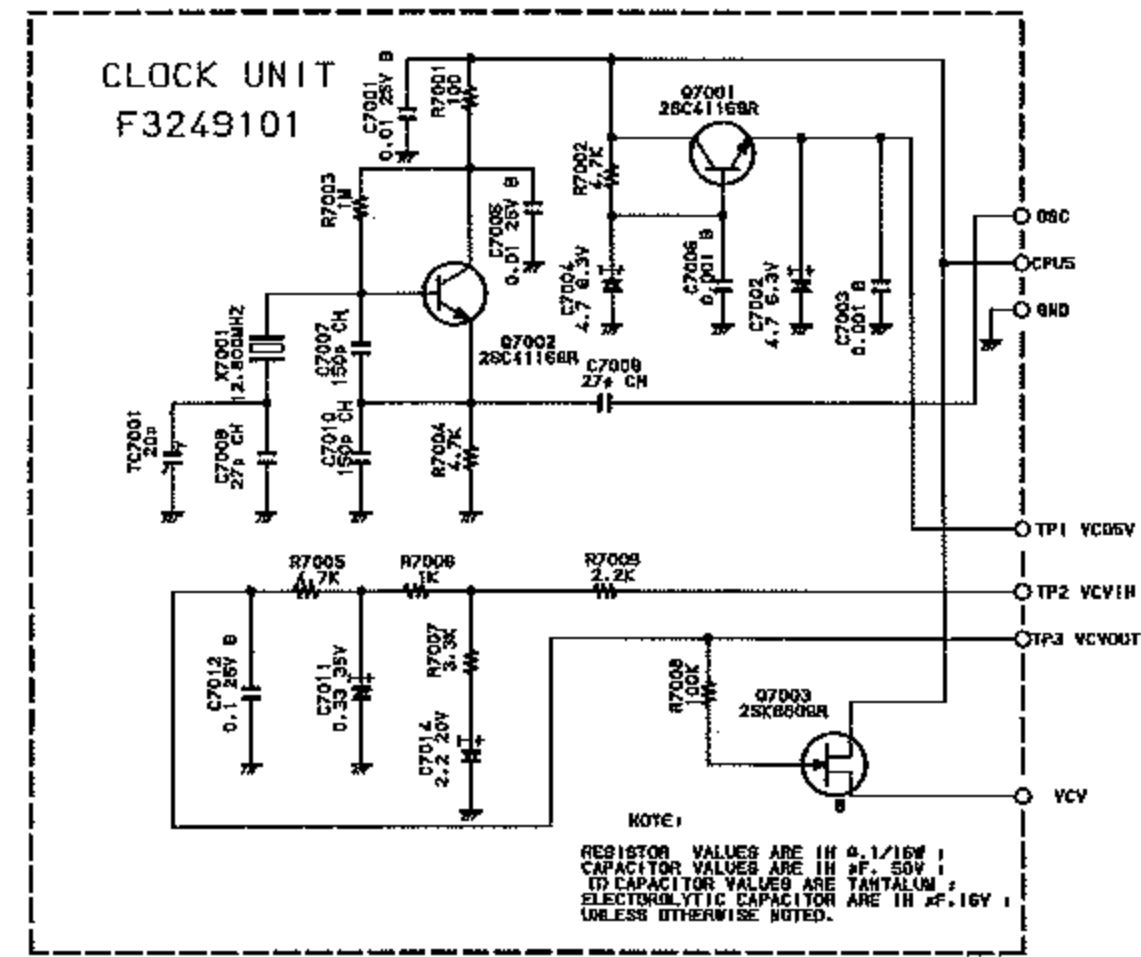 CLOCK UNIT
F3249101
C7001
0.01 25V B
R7001
100
Q7001
2SC4116GR
R7002
4.7K
R7003
1M
C7005
0.01 25V B
C7004
4.7 6.3V
C7006
0.001 B
C7002
4.7 6.3V
C7003
0.001 B
OSC
CPU5
GND
X7001
12.800MHZ
C7007
150p CH
Q7002
2SC4116GR
C7008
27p CH
TC7001
20p
27p CH
C7010
150p CH
R7004
4.7K
TP1 VCO5V
R7005
4.7K
R7006
1K
R7009
2.2K
TP2 VCVIN
TP3 VCVOUT
C7012
0.1 25V B
C7011
0.33 35V
R7007
3.3K
C7014
2.2 20V
R7008
100K
Q7003
2SK880GR
S
VCV
NOTE:
RESISTOR VALUES ARE IN Ω.1/16W ;
CAPACITOR VALUES ARE IN μF. 50V ;
(T) CAPACITOR VALUES ARE TANTALUM ;
ELECTOROLYTIC CAPACITOR ARE IN μF.16V ;
UNLESS OTHERWISE NOTED.